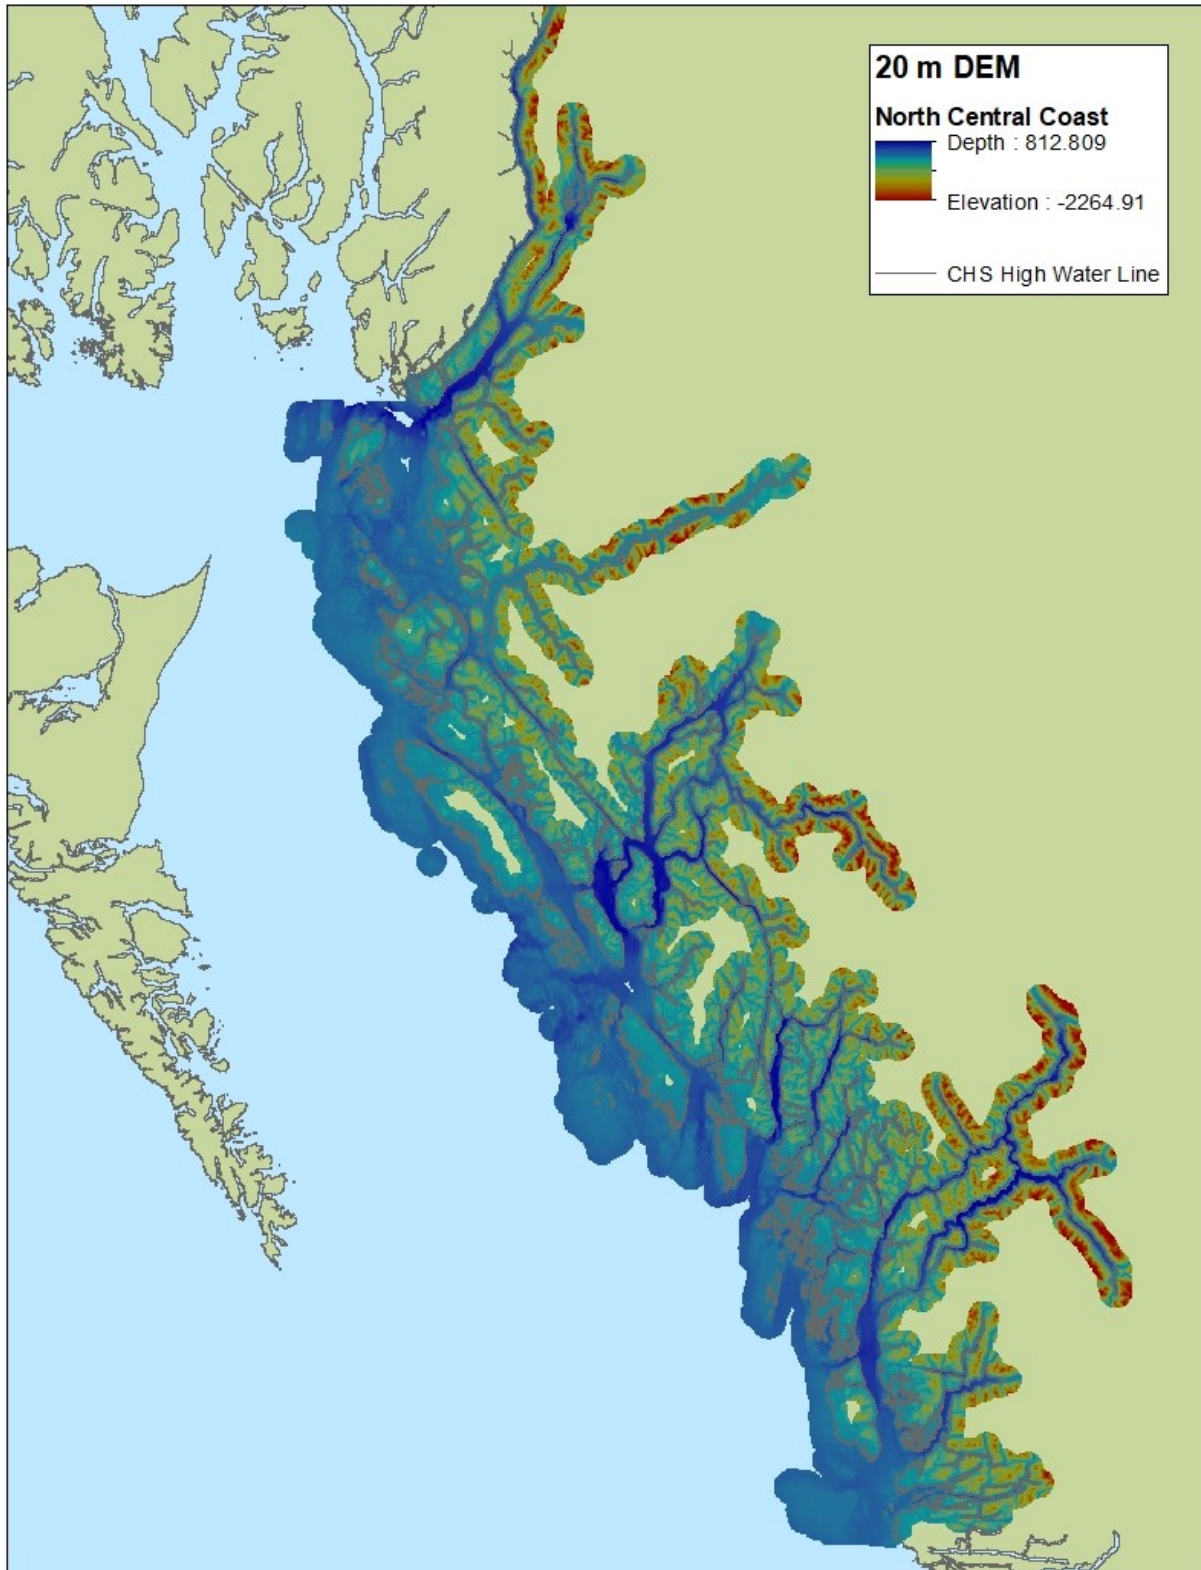 20 m DEM
North Central Coast
Depth : 812.809
Elevation : -2264.91
CHS High Water Line